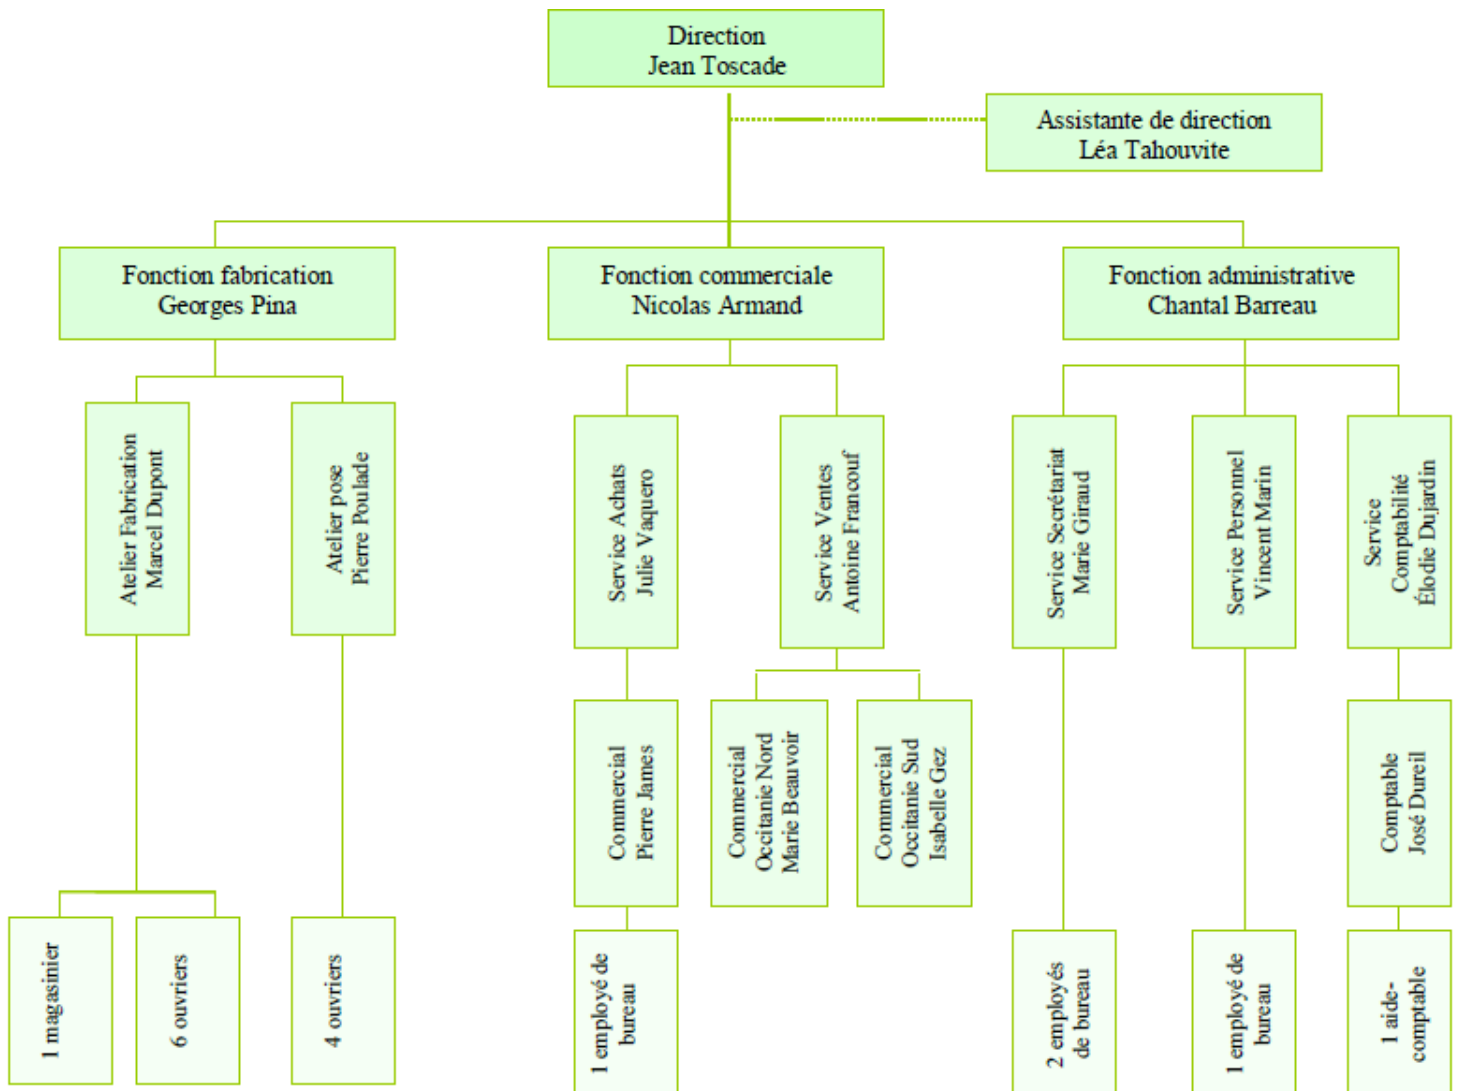 Direction
Jean Toscade
Assistante de direction
Léa Tahouvite
Fonction fabrication
Georges Pina
Fonction commerciale
Nicolas Armand
Fonction administrative
Chantal Barreau
Atelier Fabrication
Marcel Dupont
Atelier pose
Pierre Poulade
Service Achats
Julie Vaquero
Service Ventes
Antoine Francouf
Service Secrétariat
Marie Giraud
Service Personnel
Vincent Marin
Service
Comptabilité
Élodie Dujardin
Commercial
Pierre James
Commercial
Occitanie Nord
Marie Beauvoir
Commercial
Occitanie Sud
Isabelle Gez
Comptable
José Dureil
1 magasinier
6 ouvriers
4 ouvriers
1 employé de
bureau
2 employés
de bureau
1 employé de
bureau
1 aide-
comptable